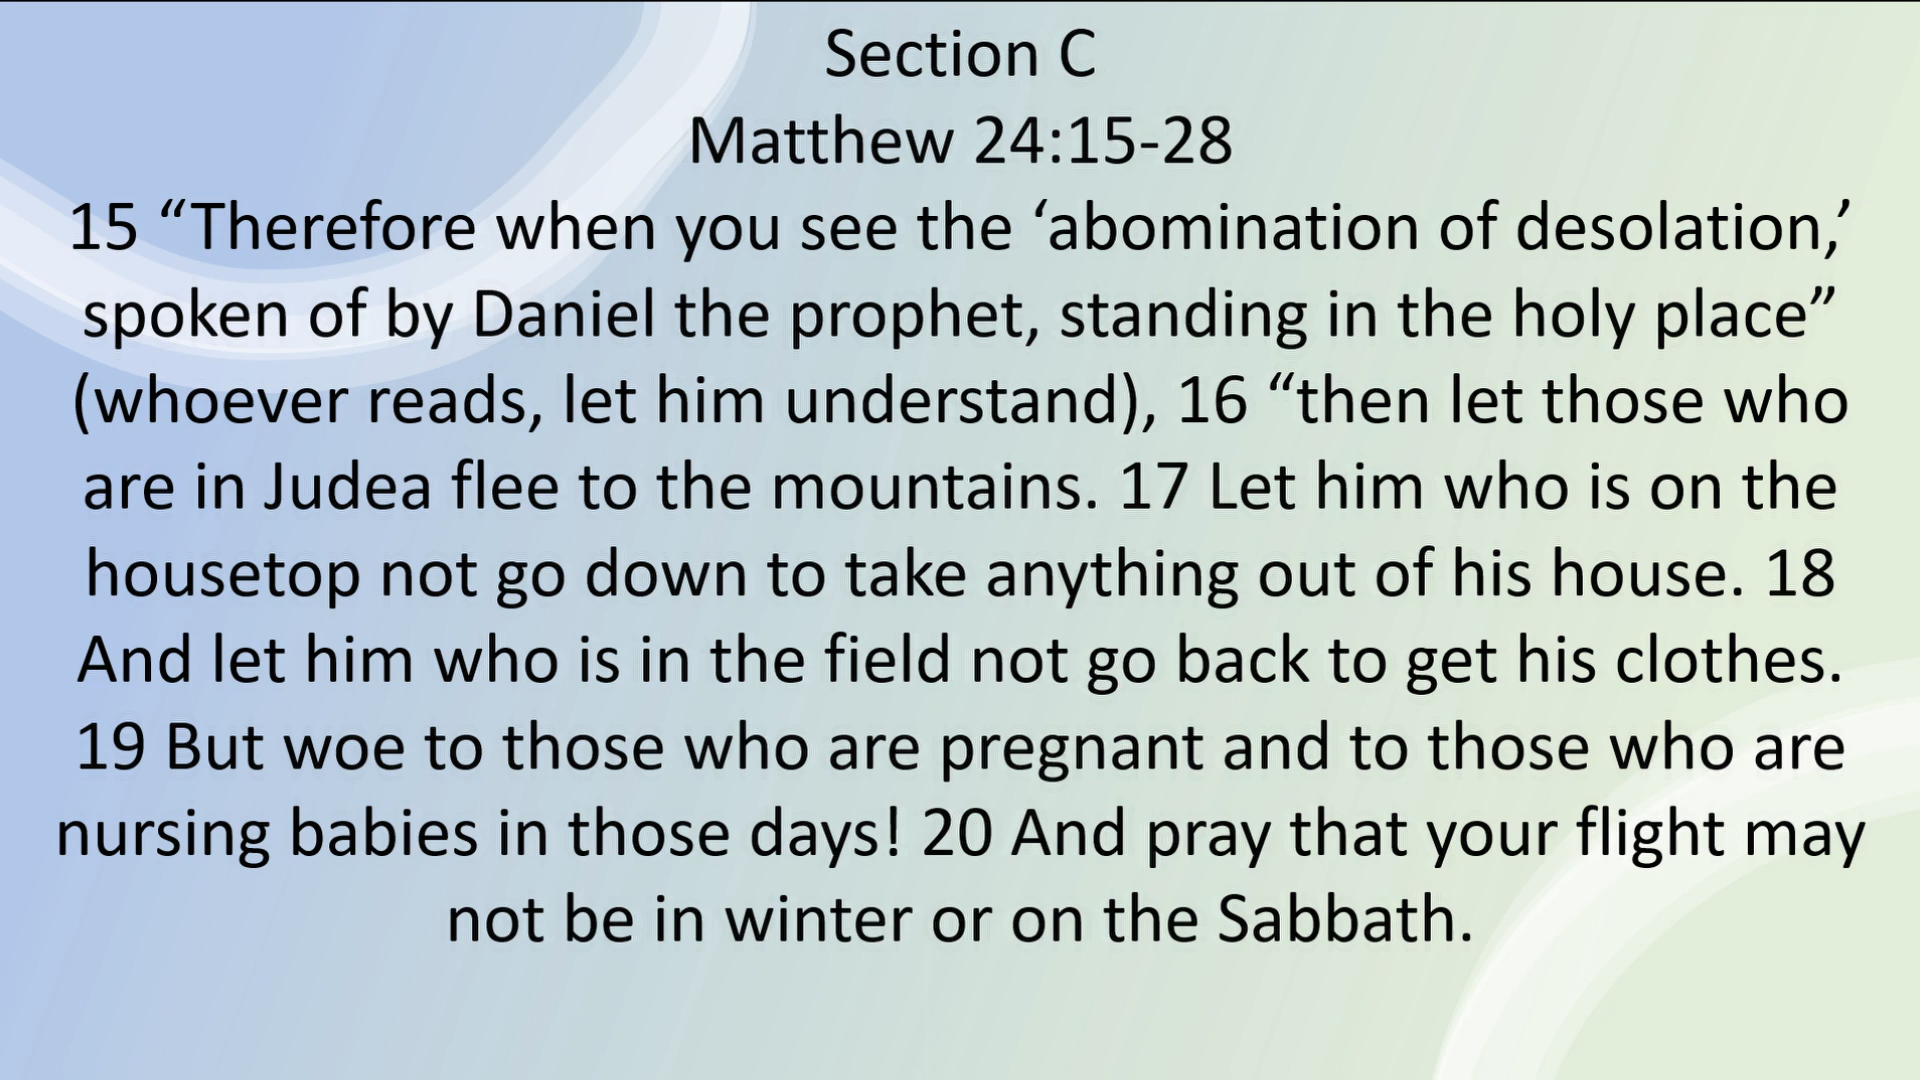 Section C
Matthew 24:15-28
15 “Therefore when you see the ‘abomination of desolation,’
spoken of by Daniel the prophet, standing in the holy place”
(whoever reads, let him understand), 16 “then let those who
are in Judea flee to the mountains. 17 Let him who is on the
housetop not go down to take anything out of his house. 18
And let him who is in the field not go back to get his clothes.
19 But woe to those who are pregnant and to those who are
nursing babies in those days! 20 And pray that your flight may
not be in winter or on the Sabbath.